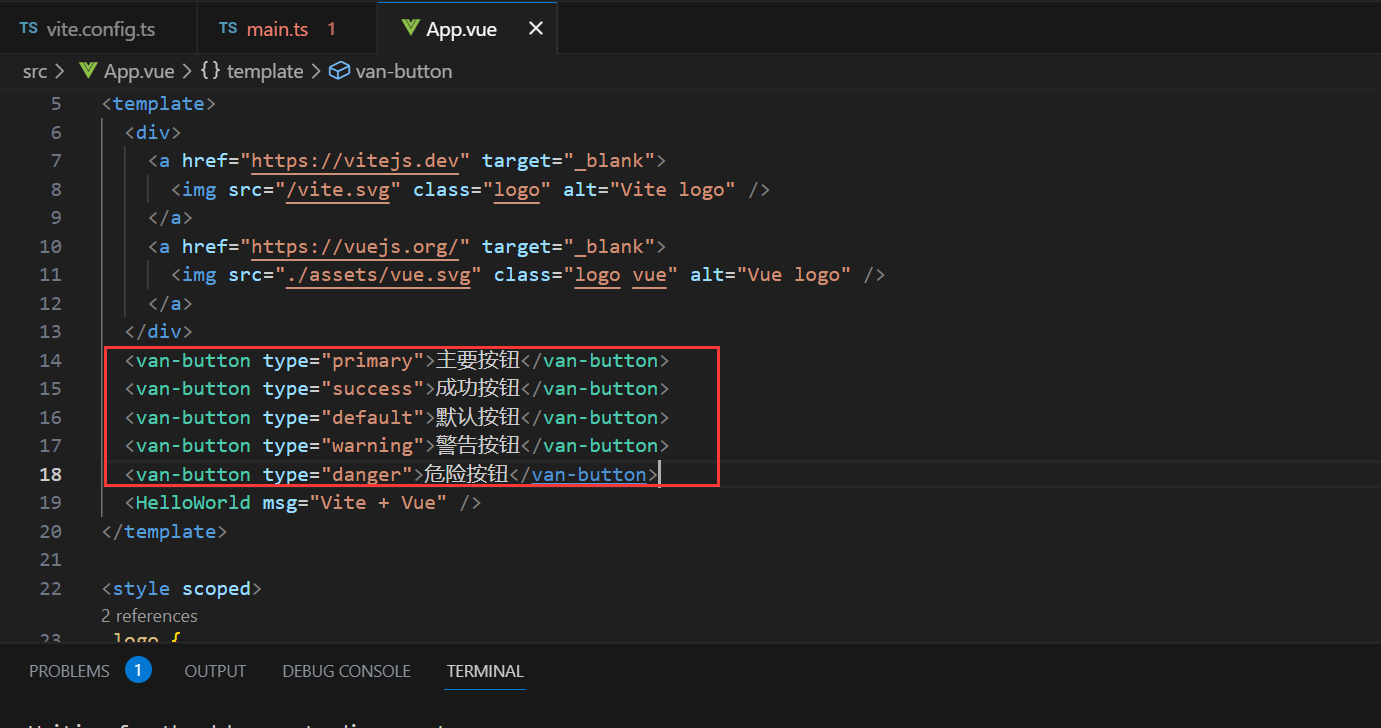 TS vite.config.ts TS main.ts 1 App.vue ×
src > App.vue > {} template > van-button
5 <template>
6 <div>
7 <a href="https://vitejs.dev" target="_blank">
8 <img src="/vite.svg" class="logo" alt="Vite logo" />
9 </a>
10 <a href="https://vuejs.org/" target="_blank">
11 <img src="./assets/vue.svg" class="logo vue" alt="Vue logo" />
12 </a>
13 </div>
14 <van-button type="primary">主要按钮</van-button>
15 <van-button type="success">成功按钮</van-button>
16 <van-button type="default">默认按钮</van-button>
17 <van-button type="warning">警告按钮</van-button>
18 <van-button type="danger">危险按钮</van-button>
19 <HelloWorld msg="Vite + Vue" />
20 </template>
21
22 <style scoped>
2 references
23 .logo {
PROBLEMS 1 OUTPUT DEBUG CONSOLE TERMINAL